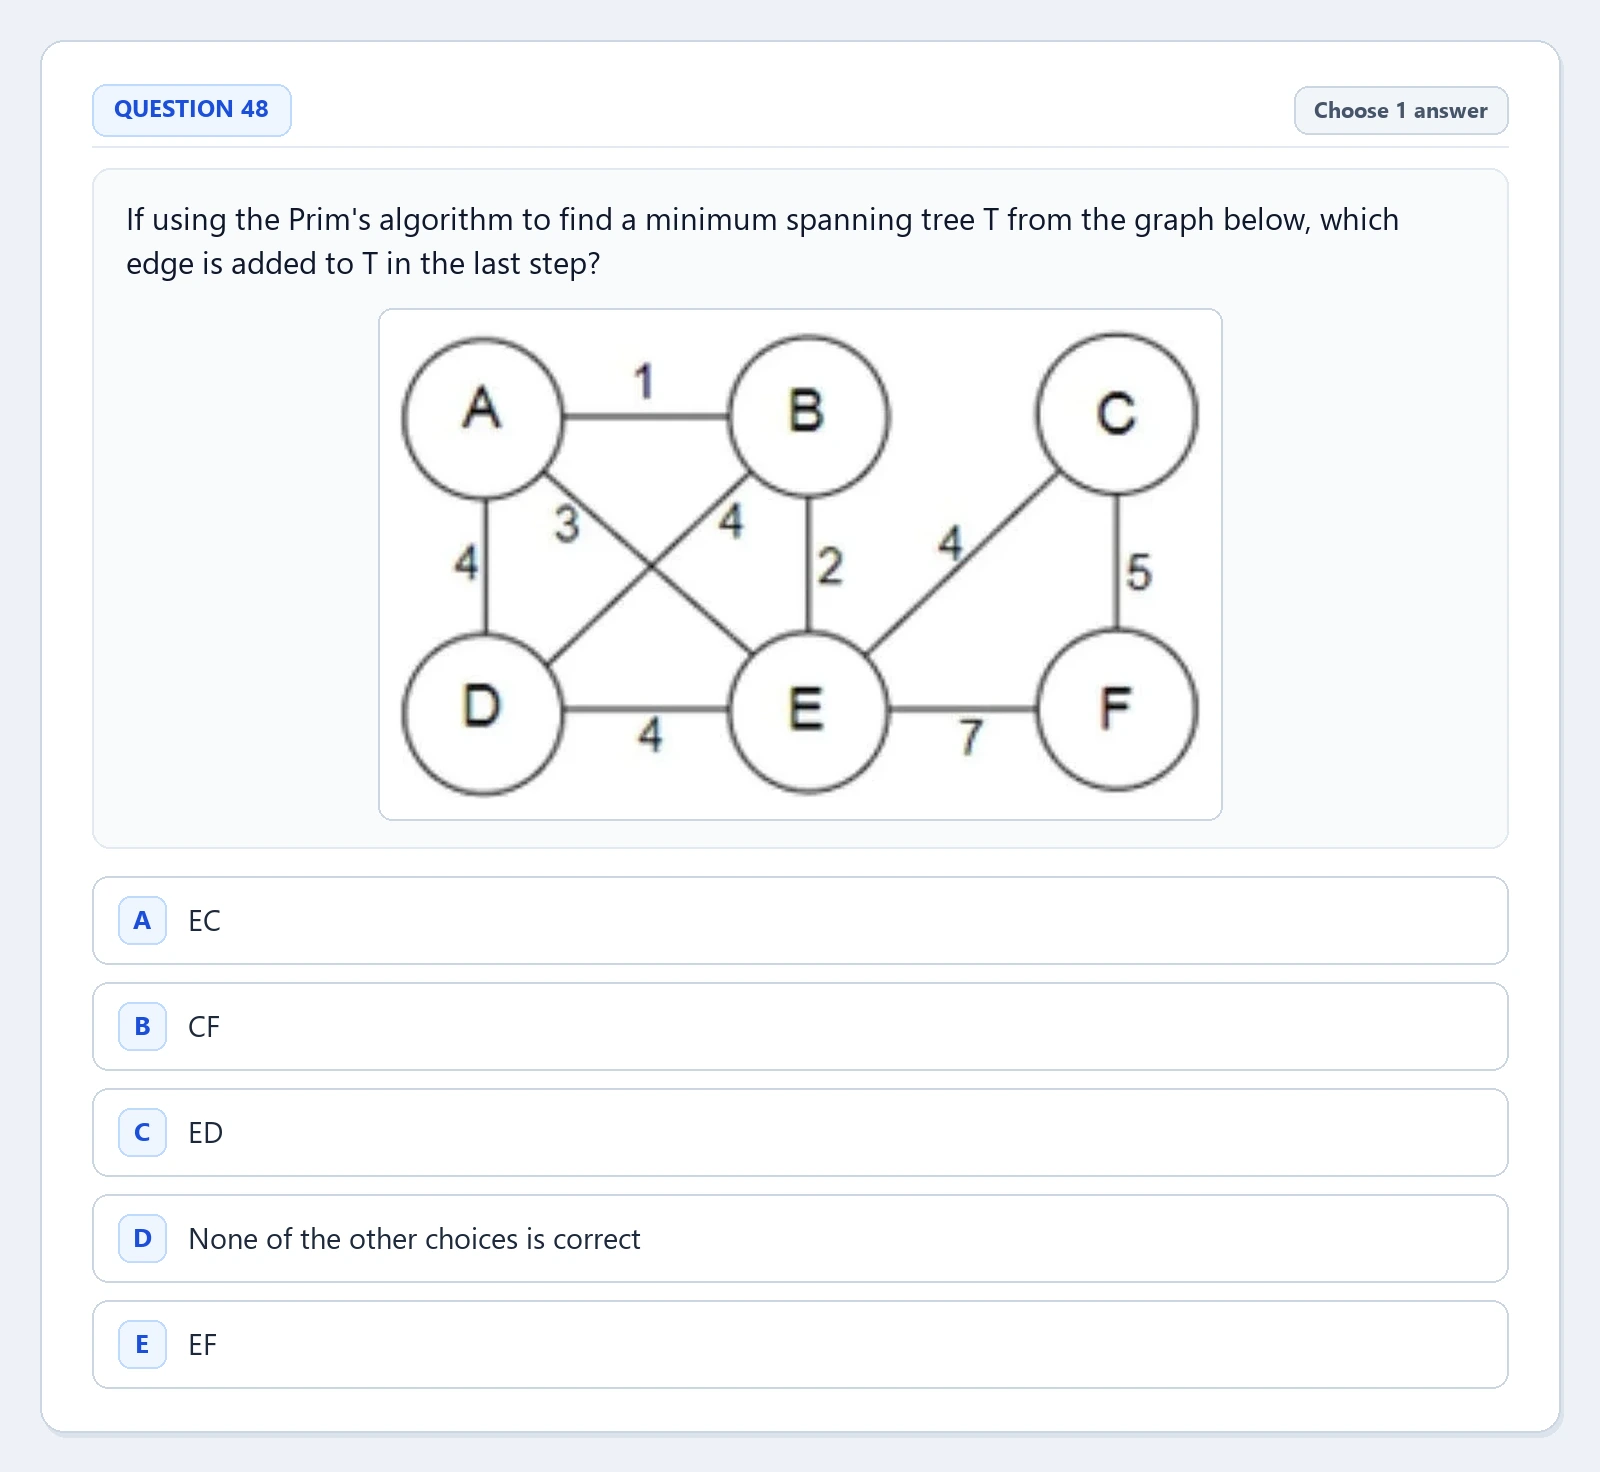 QUESTION 48
Choose 1 answer
If using the Prim's algorithm to find a minimum spanning tree T from the graph below, which
edge is added to T in the last step?
A
1
B
C
4
3
4
2
4
5
D
4
E
7
F
A EC
B CF
C ED
D None of the other choices is correct
E EF